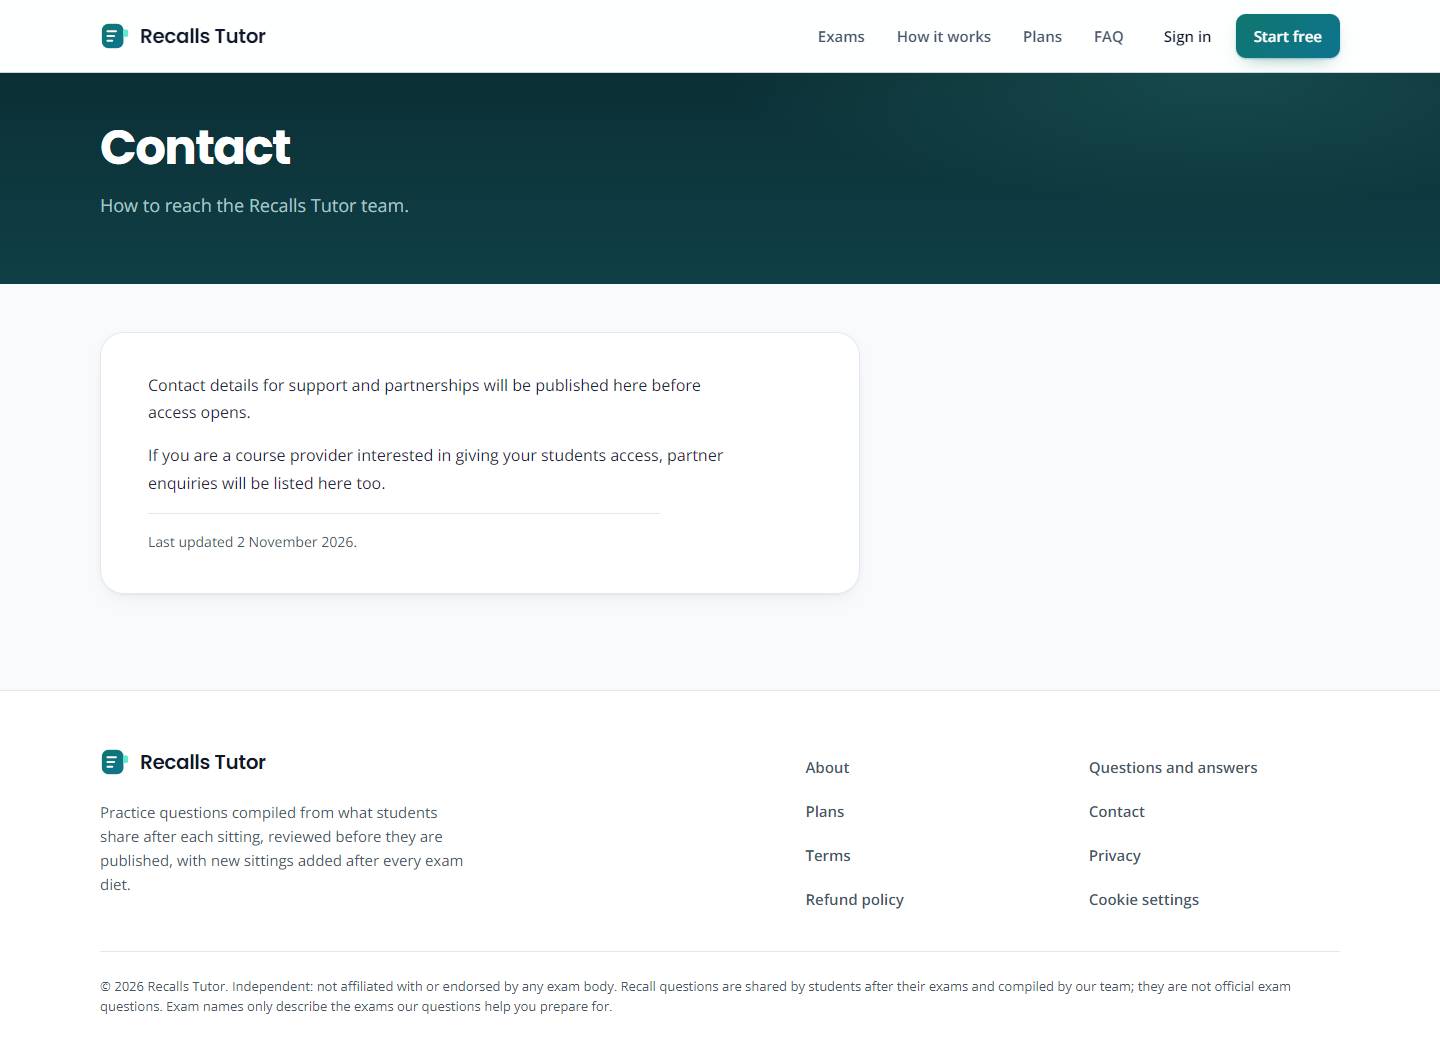 Recalls Tutor
Exams
How it works
Plans
FAQ
Sign in
Start free
Contact
How to reach the Recalls Tutor team.
Contact details for support and partnerships will be published here before
access opens.
If you are a course provider interested in giving your students access, partner
enquiries will be listed here too.
Last updated 2 November 2026.
Recalls Tutor
Practice questions compiled from what students
share after each sitting, reviewed before they are
published, with new sittings added after every exam
diet.
About
Plans
Terms
Refund policy
Questions and answers
Contact
Privacy
Cookie settings
© 2026 Recalls Tutor. Independent: not affiliated with or endorsed by any exam body. Recall questions are shared by students after their exams and compiled by our team; they are not official exam
questions. Exam names only describe the exams our questions help you prepare for.